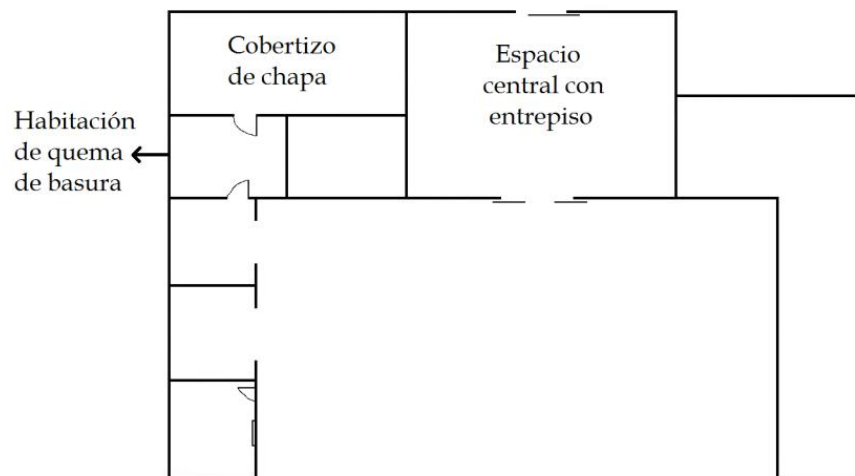 Cobertizo
de chapa
Espacio
central con
entrepiso
Habitación
de quema
de basura